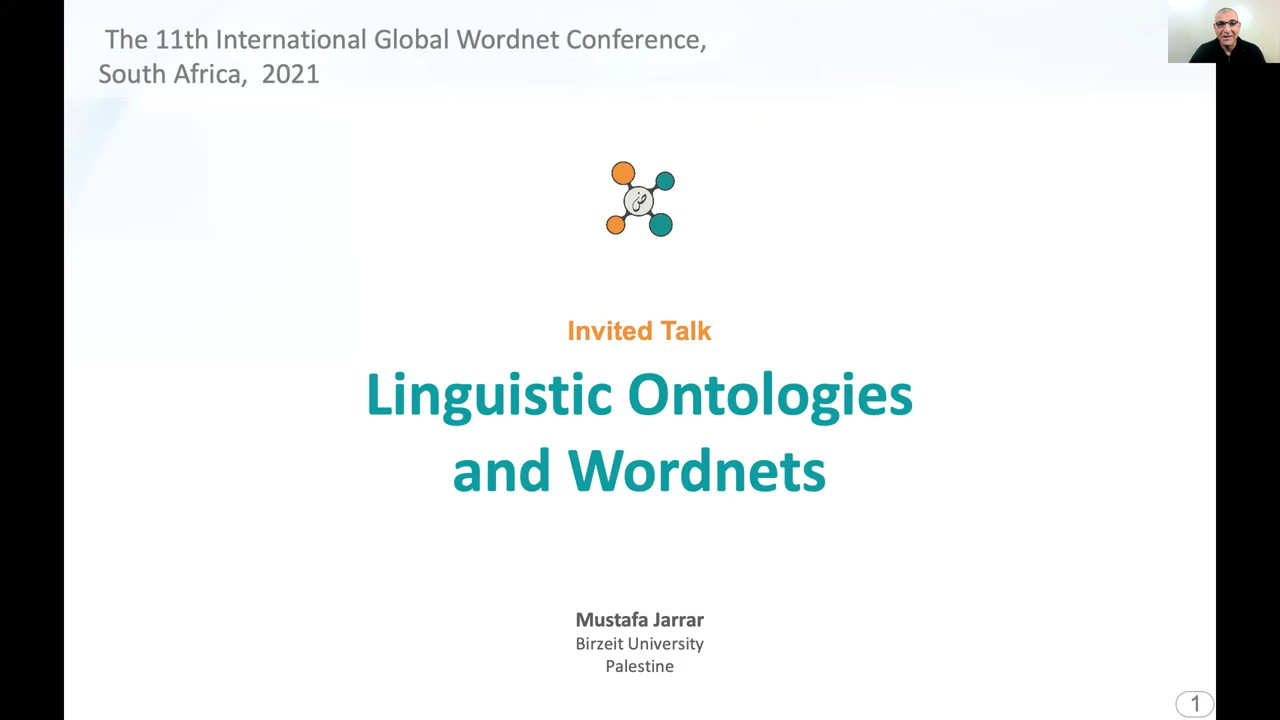 The 11th International Global Wordnet Conference,
South Africa, 2021
ض
Invited Talk
Linguistic Ontologies
and Wordnets
Mustafa Jarrar
Birzeit University
Palestine
1